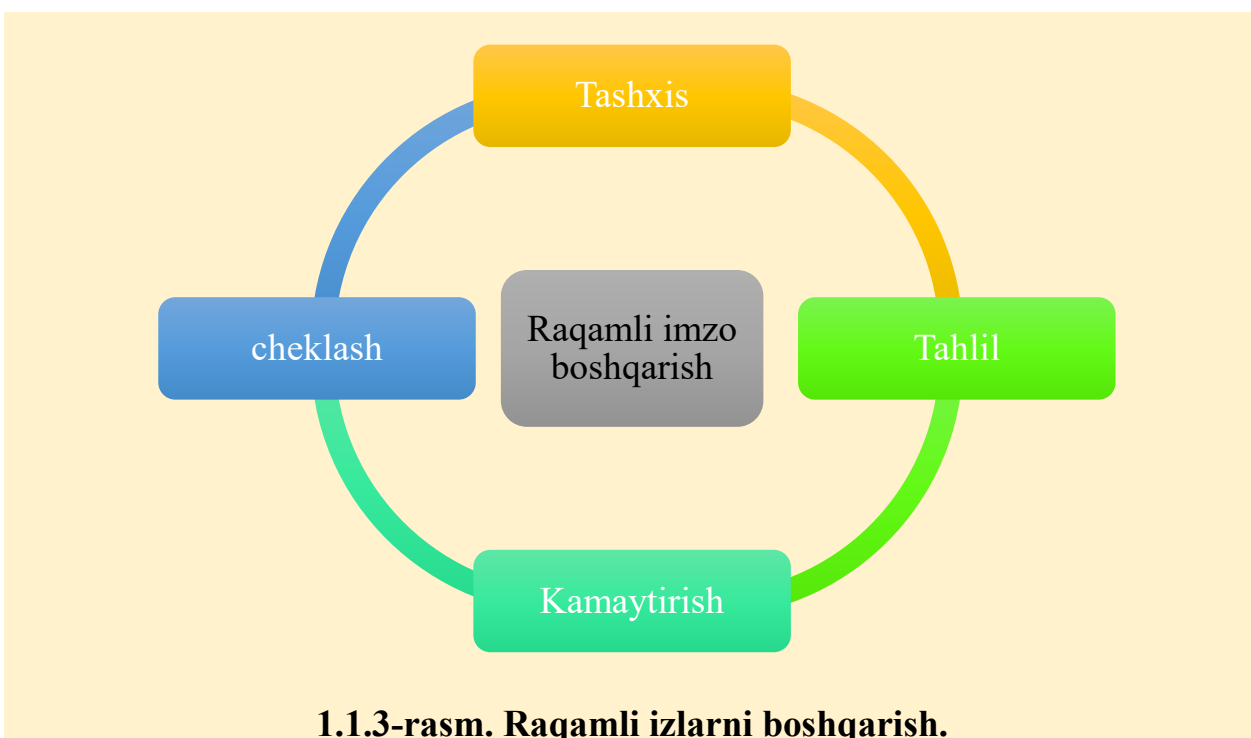 Tashxis
cheklash
Raqamli imzo
boshqarish
Tahlil
Kamaytirish
1.1.3-rasm. Raqamli izlarni boshqarish.